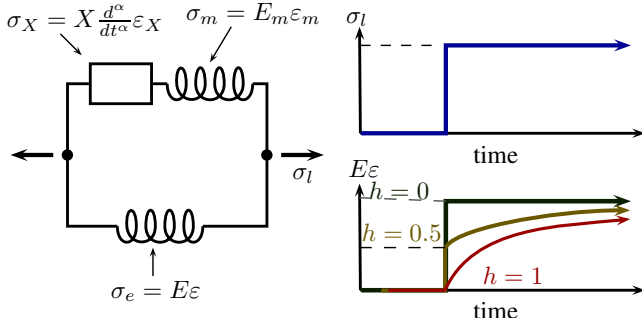 σ_X = X d^α/dt^α ε_X
σ_m = E_m ε_m
σ_l
σ_e = Eε
σ_l
time
Eε
h = 0
h = 0.5
h = 1
time